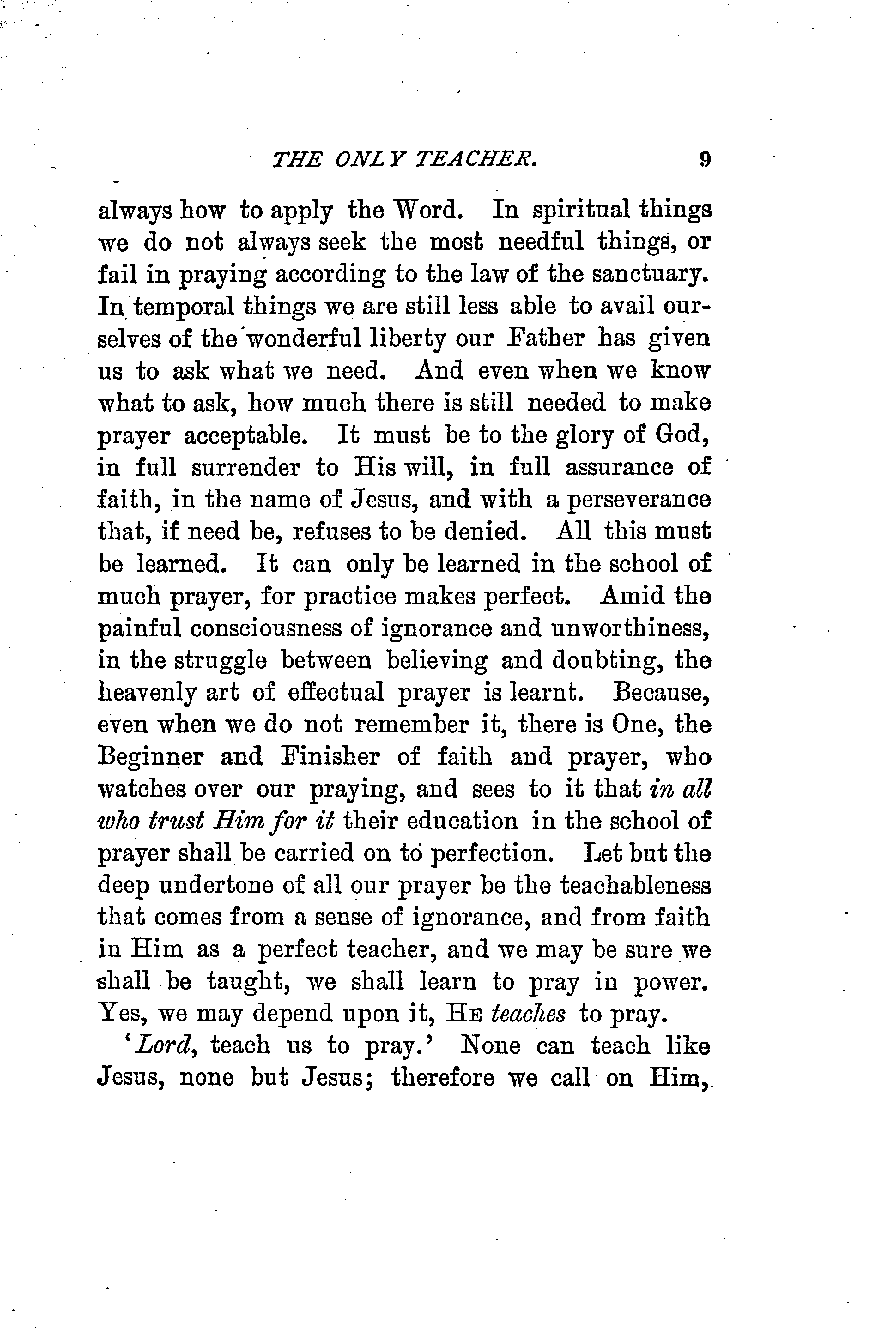 THE ONLY TEACHER. 9
always how to apply the Word. In spiritual things
we do not always seek the most needful things, or
fail in praying according to the law of the sanctuary.
In temporal things we are still less able to avail our-
selves of the wonderful liberty our Father has given
us to ask what we need. And even when we know
what to ask, how much there is still needed to make
prayer acceptable. It must be to the glory of God,
in full surrender to His will, in full assurance of
faith, in the name of Jesus, and with a perseverance
that, if need be, refuses to be denied. All this must
be learned. It can only be learned in the school of
much prayer, for practice makes perfect. Amid the
painful consciousness of ignorance and unworthiness,
in the struggle between believing and doubting, the
heavenly art of effectual prayer is learnt. Because,
even when we do not remember it, there is One, the
Beginner and Finisher of faith and prayer, who
watches over our praying, and sees to it that in all
who trust Him for it their education in the school of
prayer shall be carried on to perfection. Let but the
deep undertone of all our prayer be the teachableness
that comes from a sense of ignorance, and from faith
in Him as a perfect teacher, and we may be sure we
shall be taught, we shall learn to pray in power.
Yes, we may depend upon it, HE teaches to pray.
‘Lord, teach us to pray.’ None can teach like
Jesus, none but Jesus; therefore we call on Him,